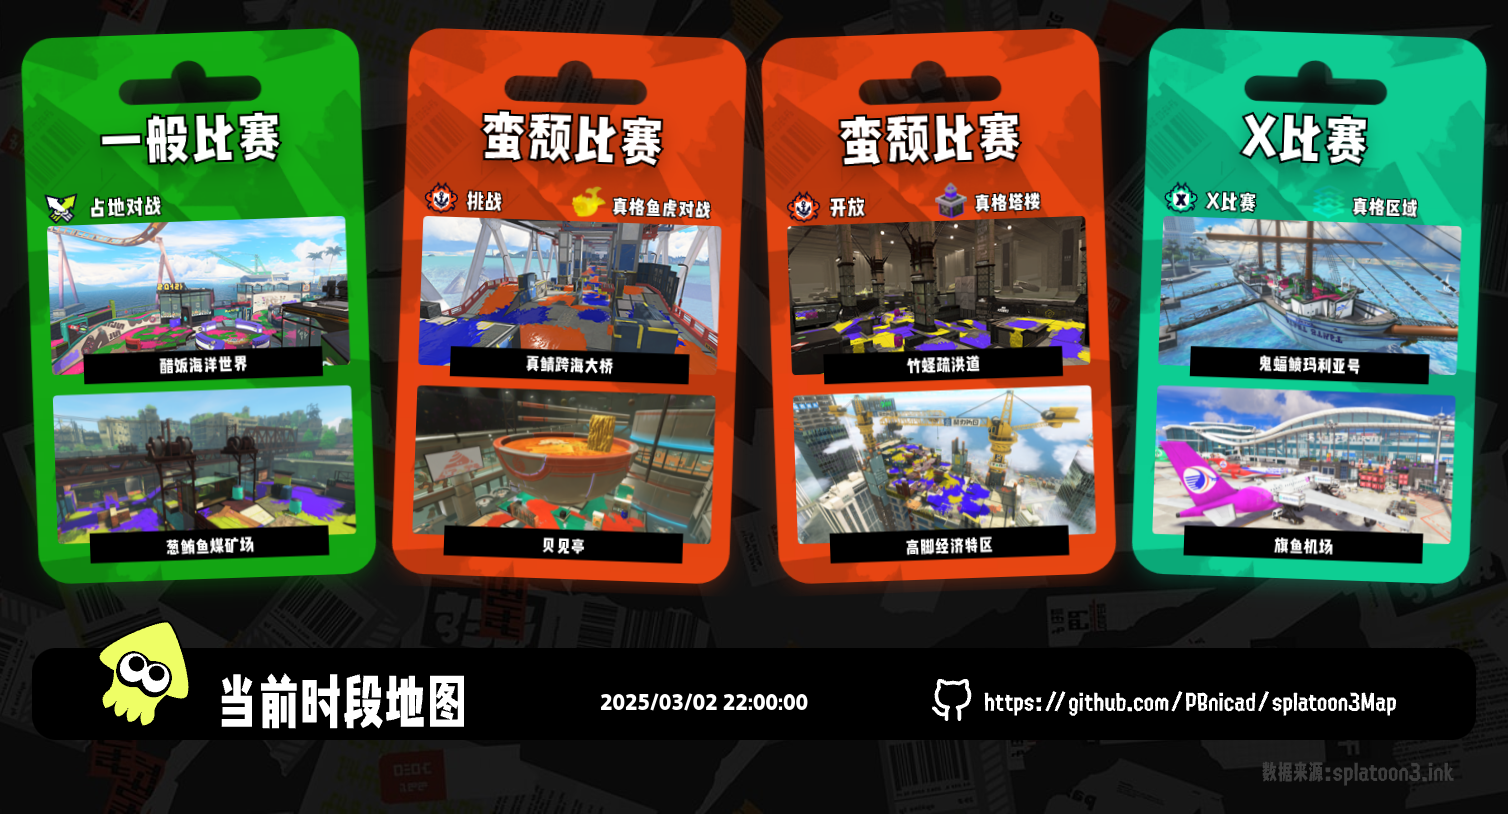 一般比赛
占地对战
醋饭海洋世界
葱鲔鱼煤矿场
蛮颓比赛
挑战
真格鱼虎对战
真鲭跨海大桥
贝见亭
蛮颓比赛
开放
真格塔楼
竹蛏疏洪道
高脚经济特区
X比赛
X比赛
真格区域
鬼蝠鲼玛利亚号
旗鱼机场
当前时段地图
2025/03/02 22:00:00
https://github.com/PBnicad/splatoon3Map
数据来源:splatoon3.ink